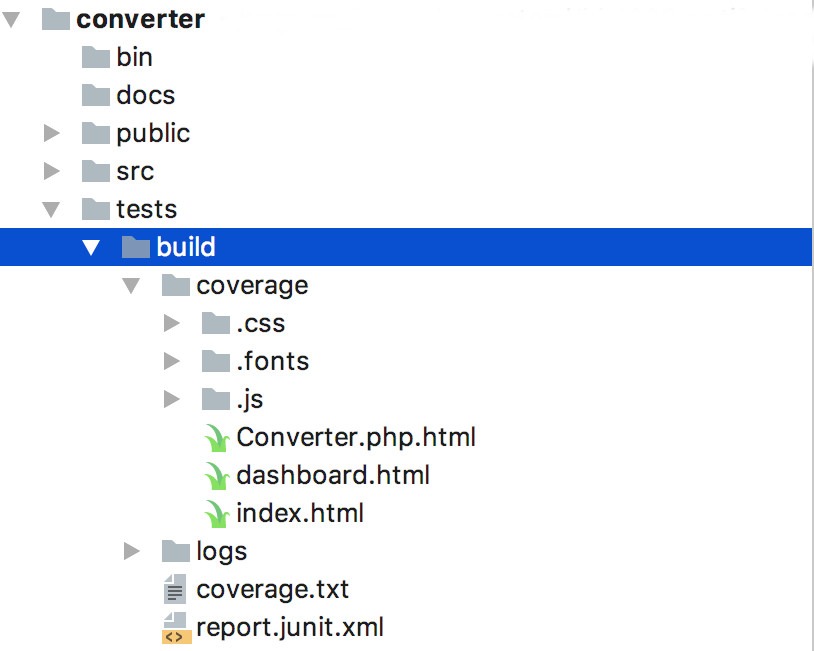 converter
bin
docs
public
src
tests
build
coverage
.css
.fonts
.js
Converter.php.html
dashboard.html
index.html
logs
coverage.txt
report.junit.xml